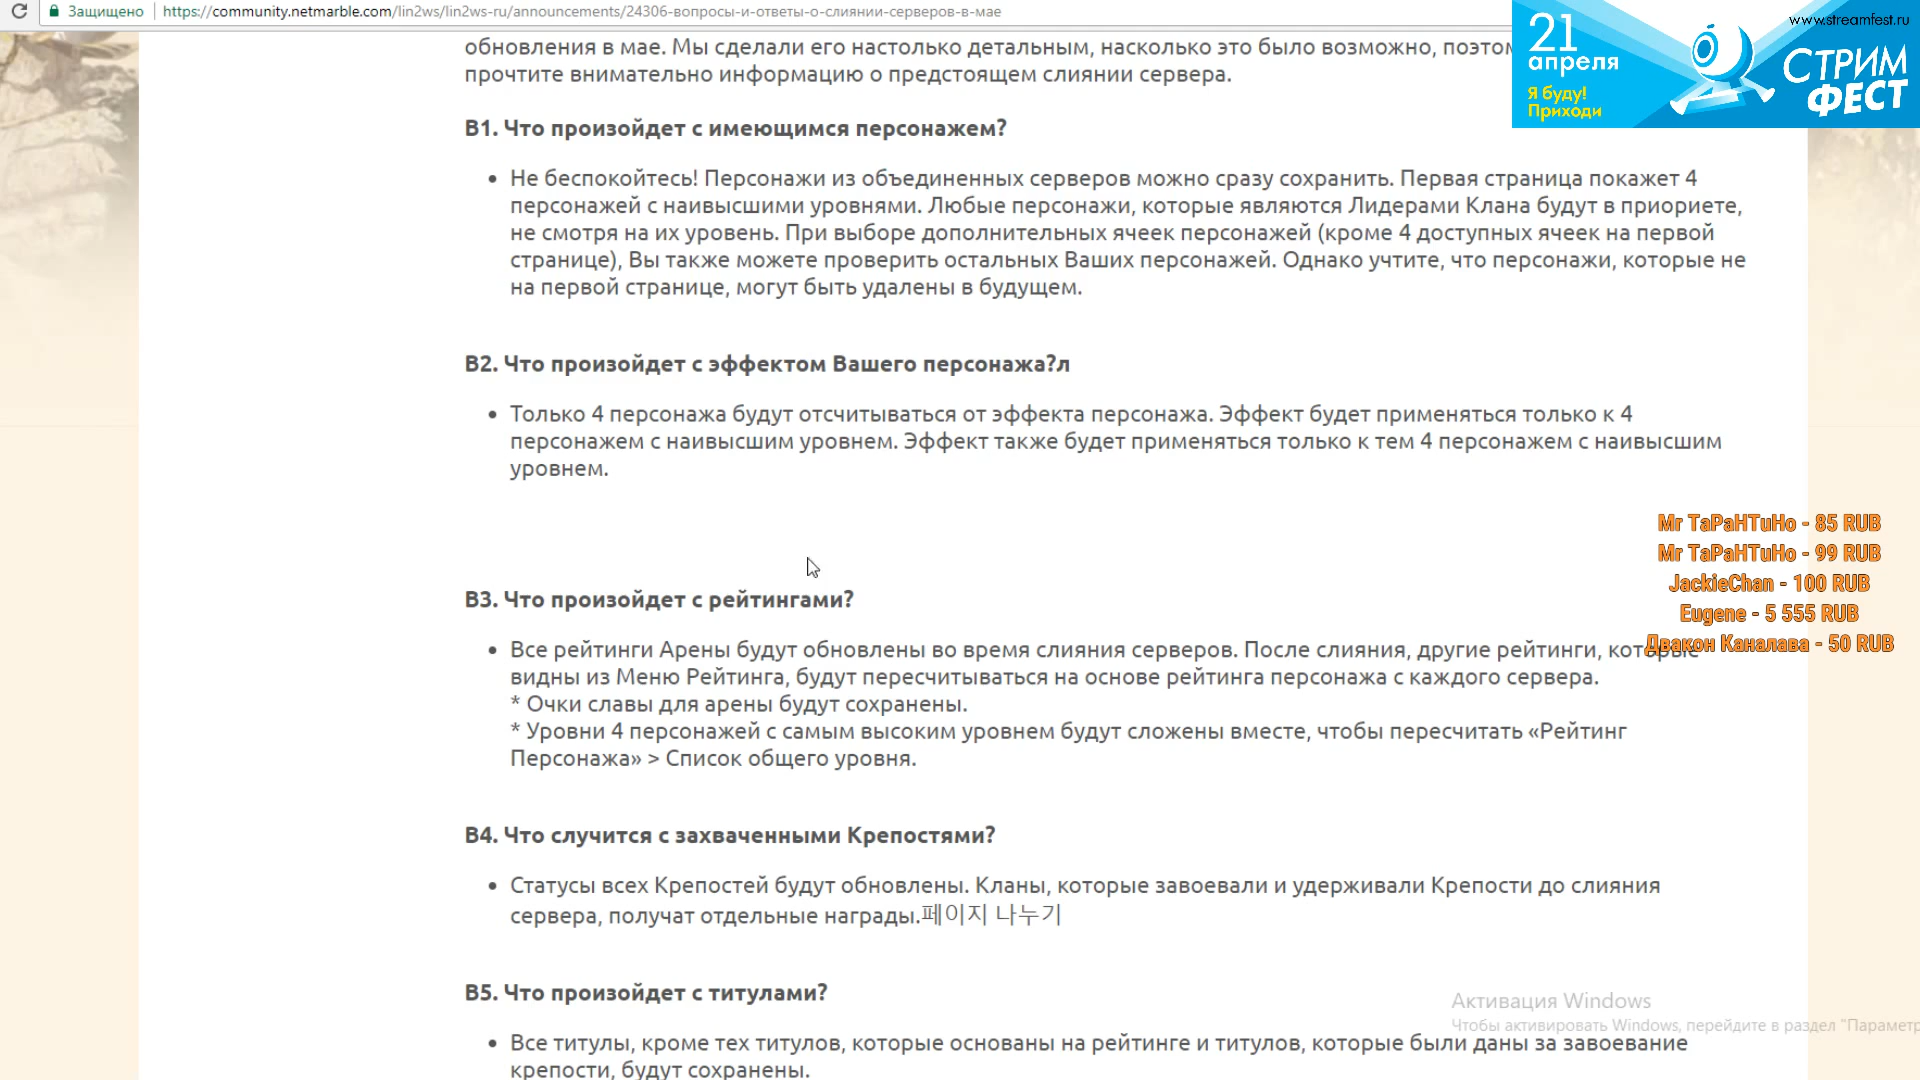 Защищено
https://community.netmarble.com/lin2ws/lin2ws-ru/announcements/24306-вопросы-и-ответы-о-слиянии-серверов-в-мае
www.streamfest.ru
21
апреля
Я буду!
Приходи
СТРИМ
ФЕСТ
обновления в мае. Мы сделали его настолько детальным, насколько это было возможно,
прочтите внимательно информацию о предстоящем слиянии сервера.
В1. Что произойдет с имеющимся персонажем?
• Не беспокойтесь! Персонажи из объединенных серверов можно сразу сохранить. Первая страница покажет 4
персонажей с наивысшими уровнями. Любые персонажи, которые являются Лидерами Клана будут в приориете,
не смотря на их уровень. При выборе дополнительных ячеек персонажей (кроме 4 доступных ячеек на первой
странице), Вы также можете проверить остальных Ваших персонажей. Однако учтите, что персонажи, которые не
на первой странице, могут быть удалены в будущем.
В2. Что произойдет с эффектом Вашего персонажа?л
• Только 4 персонажа будут отсчитываться от эффекта персонажа. Эффект будет применяться только к 4
персонажем с наивысшим уровнем. Эффект также будет применяться только к тем 4 персонажем с наивысшим
уровнем.
Mr TaPaHTuHo - 85 RUB
Mr TaPaHTuHo - 99 RUB
JackieChan - 100 RUB
Eugene - 5 555 RUB
Двакон Каналава - 50 RUB
В3. Что произойдет с рейтингами?
• Все рейтинги Арены будут обновлены во время слияния серверов. После слияния, другие рейтинги, которые
видны из Меню Рейтинга, будут пересчитываться на основе рейтинга персонажа с каждого сервера.
* Очки славы для арены будут сохранены.
* Уровни 4 персонажей с самым высоким уровнем будут сложены вместе, чтобы пересчитать «Рейтинг
Персонажа» > Список общего уровня.
В4. Что случится с захваченными Крепостями?
• Статусы всех Крепостей будут обновлены. Кланы, которые завоевали и удерживали Крепости до слияния
сервера, получат отдельные награды.페이지 나누기
В5. Что произойдет с титулами?
• Все титулы, кроме тех титулов, которые основаны на рейтинге и титулов, которые были даны за завоевание
крепости, будут сохранены.
Активация Windows
Чтобы активировать Windows, перейдите в раздел "Параметр